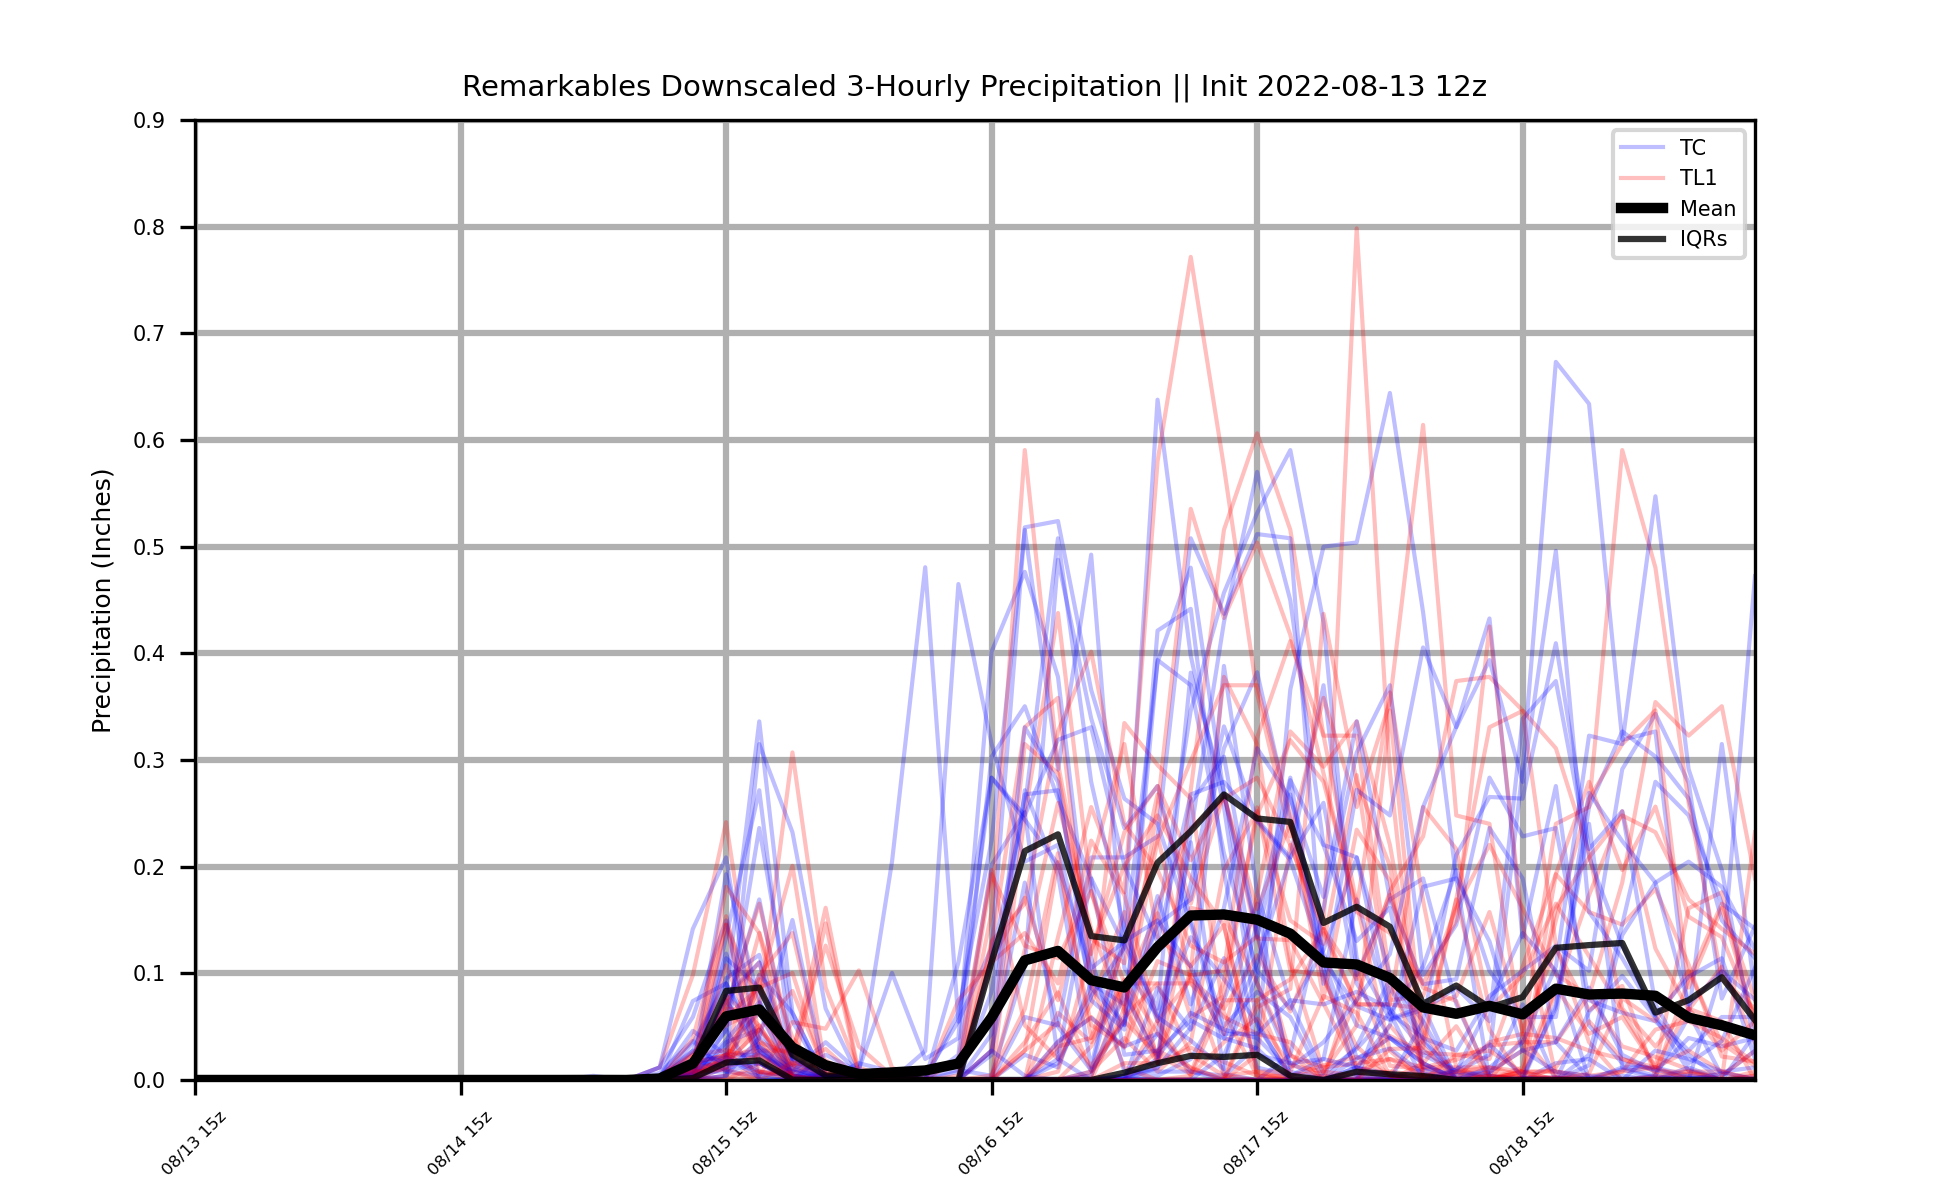 Remarkables Downscaled 3-Hourly Precipitation || Init 2022-08-13 12z
TC
TL1
Mean
IQRs
Precipitation (Inches)
0.9
0.8
0.7
0.6
0.5
0.4
0.3
0.2
0.1
0.0
08/13 15z
08/14 15z
08/15 15z
08/16 15z
08/17 15z
08/18 15z